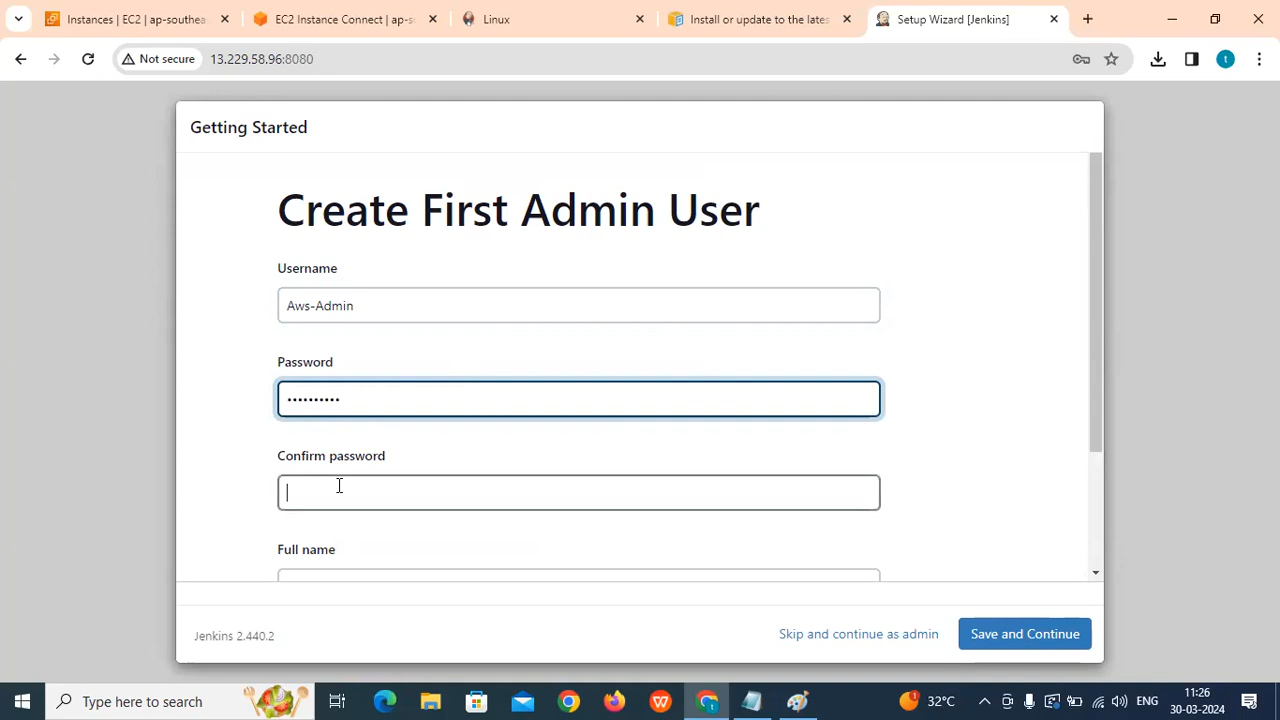 Instances | EC2 | ap-southea
EC2 Instance Connect | ap-s
Linux
Install or update to the lates
Setup Wizard [Jenkins]
Not secure
13.229.58.96:8080
t
Getting Started
Create First Admin User
Username
Aws-Admin
Password
••••••••••
Confirm password
Full name
Jenkins 2.440.2
Skip and continue as admin
Save and Continue
Type here to search
1
32°C
ENG
11:26
30-03-2024